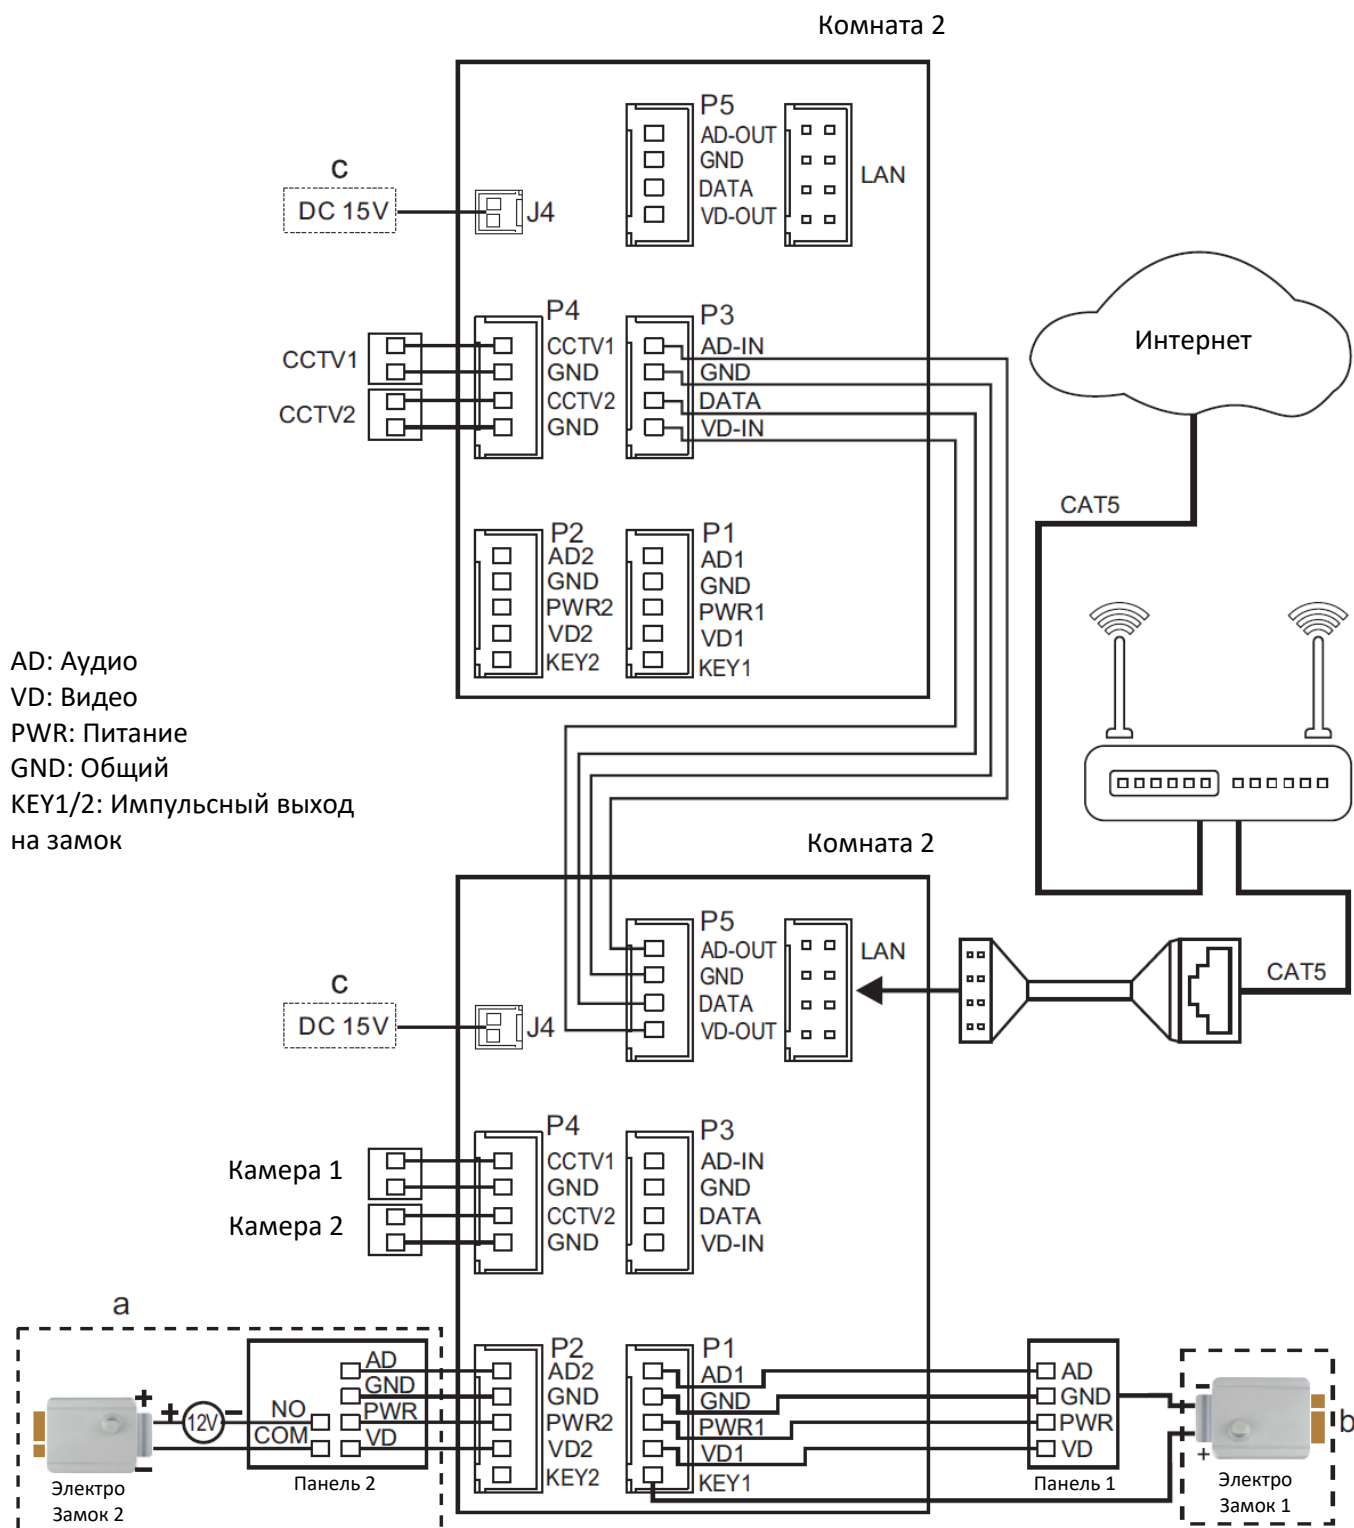 Комната 2
P5
AD-OUT
GND
DATA
VD-OUT
LAN
c
DC 15V
J4
P4
CCTV1
GND
CCTV2
GND
CCTV1
CCTV2
P3
AD-IN
GND
DATA
VD-IN
Интернет
CAT5
P2
AD2
GND
PWR2
VD2
KEY2
P1
AD1
GND
PWR1
VD1
KEY1
AD: Аудио
VD: Видео
PWR: Питание
GND: Общий
KEY1/2: Импульсный выход
на замок
Комната 2
P5
AD-OUT
GND
DATA
VD-OUT
LAN
CAT5
c
DC 15V
J4
P4
CCTV1
GND
CCTV2
GND
Камера 1
Камера 2
P3
AD-IN
GND
DATA
VD-IN
a
+
+
12V
−
−
NO
COM
AD
GND
PWR
VD
Панель 2
Электро
Замок 2
P2
AD2
GND
PWR2
VD2
KEY2
P1
AD1
GND
PWR1
VD1
KEY1
AD
GND
PWR
VD
Панель 1
−
+
b
Электро
Замок 1